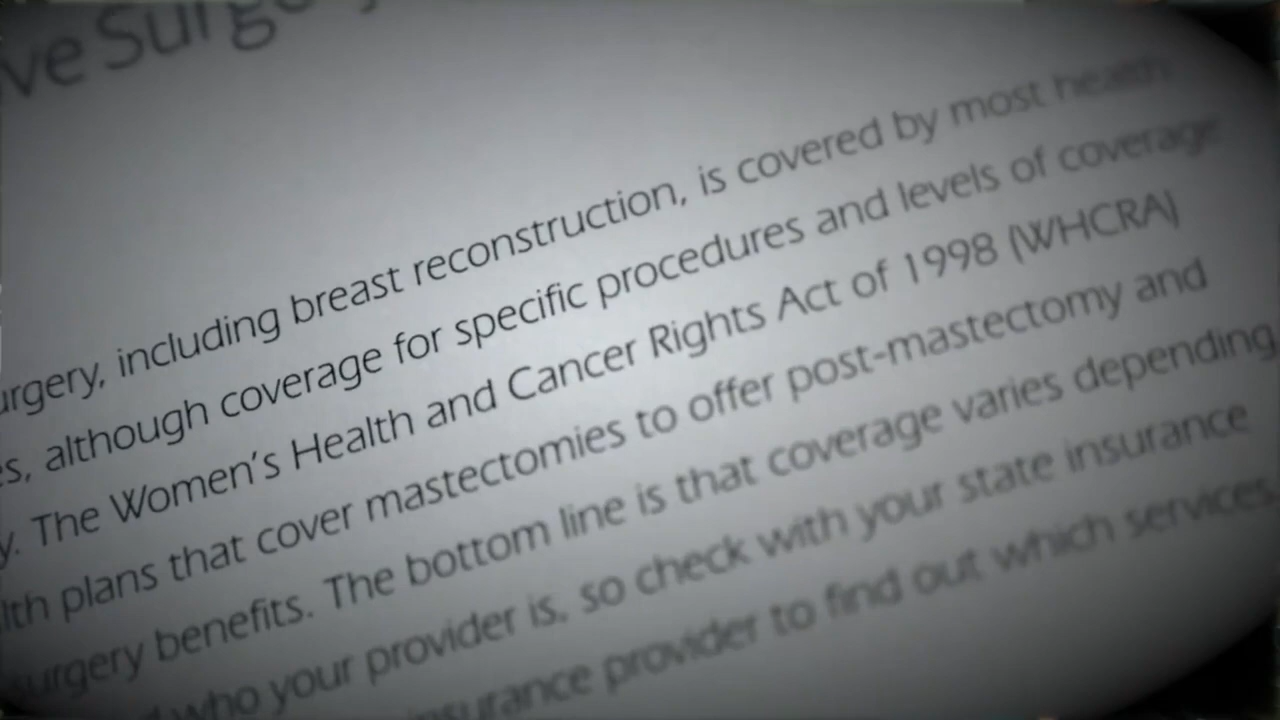 ve Surg
urgery, including breast reconstruction, is covered by most health
es, although coverage for specific procedures and levels of coverage
y. The Women's Health and Cancer Rights Act of 1998 (WHCRA)
lth plans that cover mastectomies to offer post-mastectomy and
surgery benefits. The bottom line is that coverage varies depending
d who your provider is, so check with your state insurance
insurance provider to find out which services